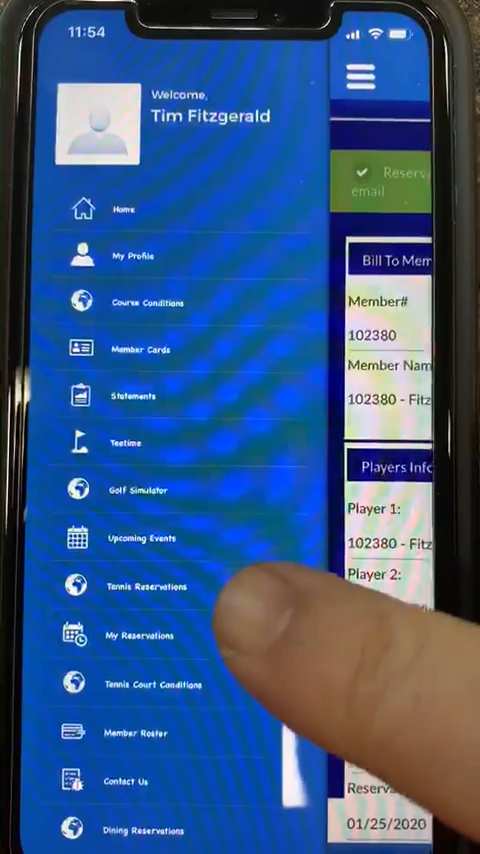 11:54
Welcome,
Tim Fitzgerald
Home
My Profile
Course Conditions
Member Cards
Statements
Teetime
Golf Simulator
Upcoming Events
Tennis Reservations
My Reservations
Tennis Court Conditions
Member Roster
Contact Us
Dining Reservations
Reserv
email
Bill To Mem
Member#
102380
Member Nam
102380 - Fitz
Players Info
Player 1:
102380 - Fitz
Player 2:
Reserv
01/25/2020